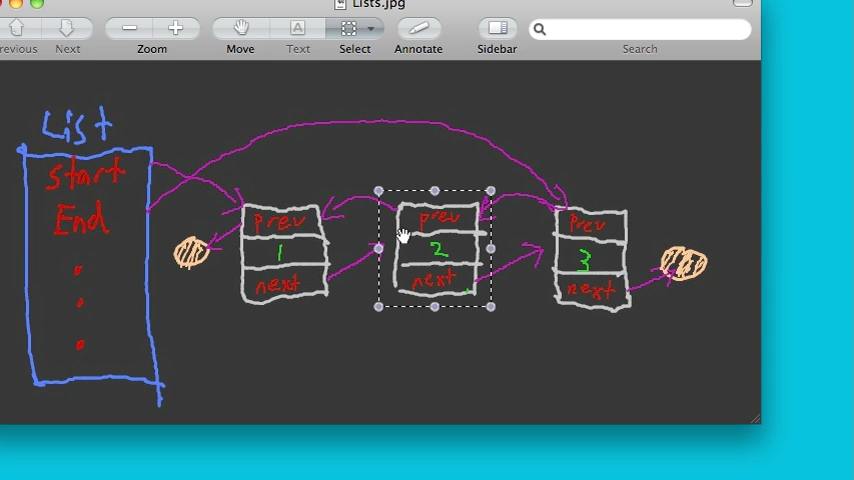 Lists.jpg
revious
Next
Zoom
Move
Text
Select
Annotate
Sidebar
Search
List
Start
End
prev
1
next
prev
2
next
prev
3
next